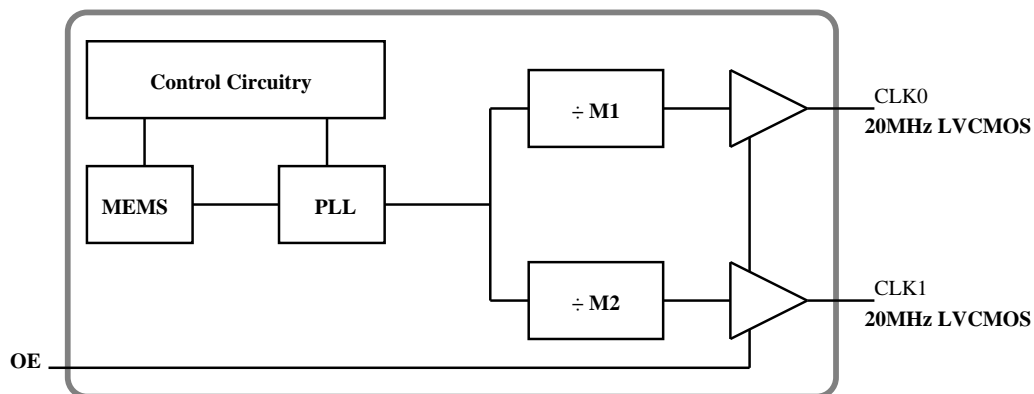 Control Circuitry
CLK0
÷ M1
20MHz LVCMOS
MEMS
PLL
CLK1
÷ M2
20MHz LVCMOS
OE